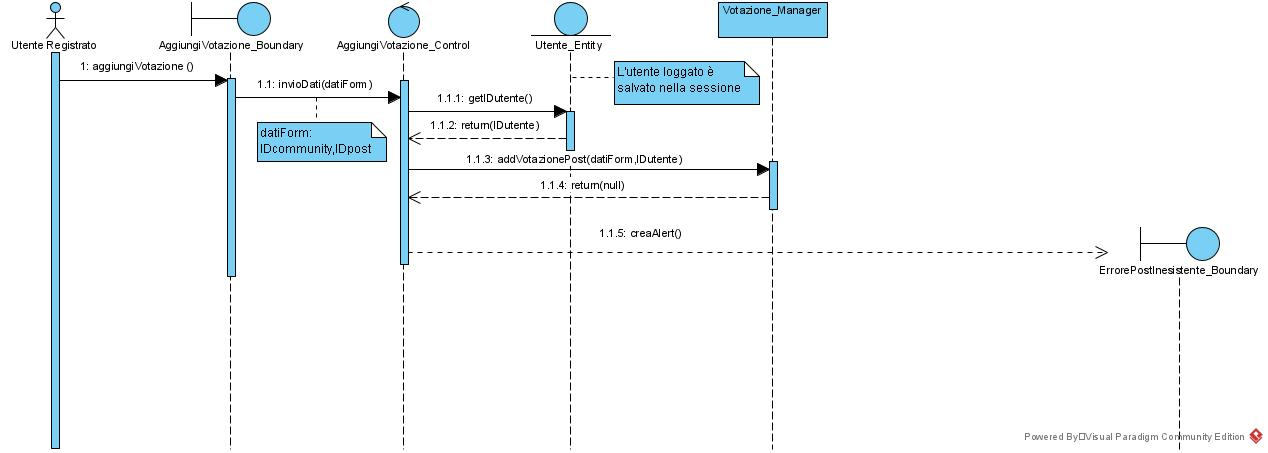 Utente Registrato
AggiungiVotazione_Boundary
AggiungiVotazione_Control
Utente_Entity
Votazione_Manager
1: aggiungiVotazione ()
1.1: invioDati(datiForm)
datiForm:
IDcommunity,IDpost
1.1.1: getIDutente()
L'utente loggato è
salvato nella sessione
1.1.2: return(IDutente)
1.1.3: addVotazionePost(datiForm,IDutente)
1.1.4: return(null)
1.1.5: creaAlert()
ErrorePostInesistente_Boundary
Powered By Visual Paradigm Community Edition